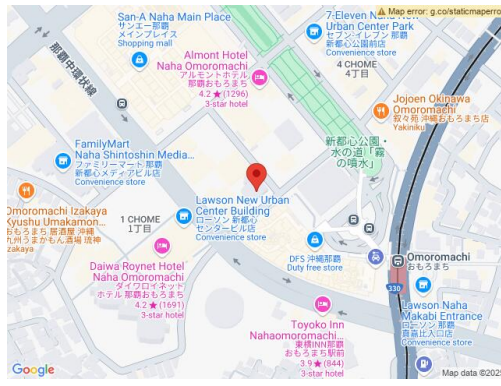 Map error: g.co/staticmaperro
San-A Naha Main Place
サンエー那覇
メインプレイス
Shopping mall
7-Eleven Naha New
Urban Center Park
セブン-イレブン 那覇
新都心公園前店
Convenience store
那覇中環状線
Almont Hotel
Naha Omoromachi
アルモントホテル
那覇おもろまち
4.2★(1296)
3-star hotel
4 CHOME
4丁目
Jojoen Okinawa
Omoromachi
叙々苑 沖縄おもろまち店
Yakiniku
新都心公園・
水の道「霧
の噴水」
FamilyMart
Naha Shintoshin Media...
ファミリーマート 那覇
新都心メディアビル店
Convenience store
Omoromachi Izakaya
Kyushu Umakamon...
おもろまち 居酒屋 沖縄
九州うまかもん酒場 琉神
Izakaya
1 CHOME
1丁目
Lawson New Urban
Center Building
ローソン 新都心
センタービル店
Convenience store
DFS 沖縄那覇
Duty free store
Omoromachi
おもろまち
330
Daiwa Roynet Hotel
Naha Omoromachi
ダイワロイネット
ホテル 那覇おもろまち
4.2★(1691)
3-star hotel
Lawson Naha
Makabi Entrance
ローソン 那覇
真嘉比入口店
Convenience store
Toyoko Inn
Nahaomoromachi...
東横INN那覇
おもろまち駅前
3.9★(844)
3-star hotel
Google
Map data ©2025